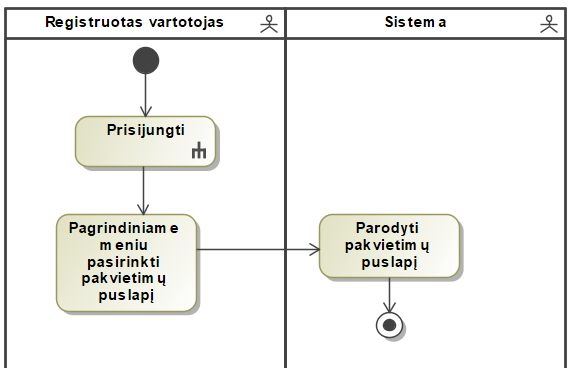 Registruotas vartotojas
Sistema
Prisijungti
Pagrindiniame
meniu
pasirinkti
pakvietimų
puslapį
Parodyti
pakvietimų
puslapį